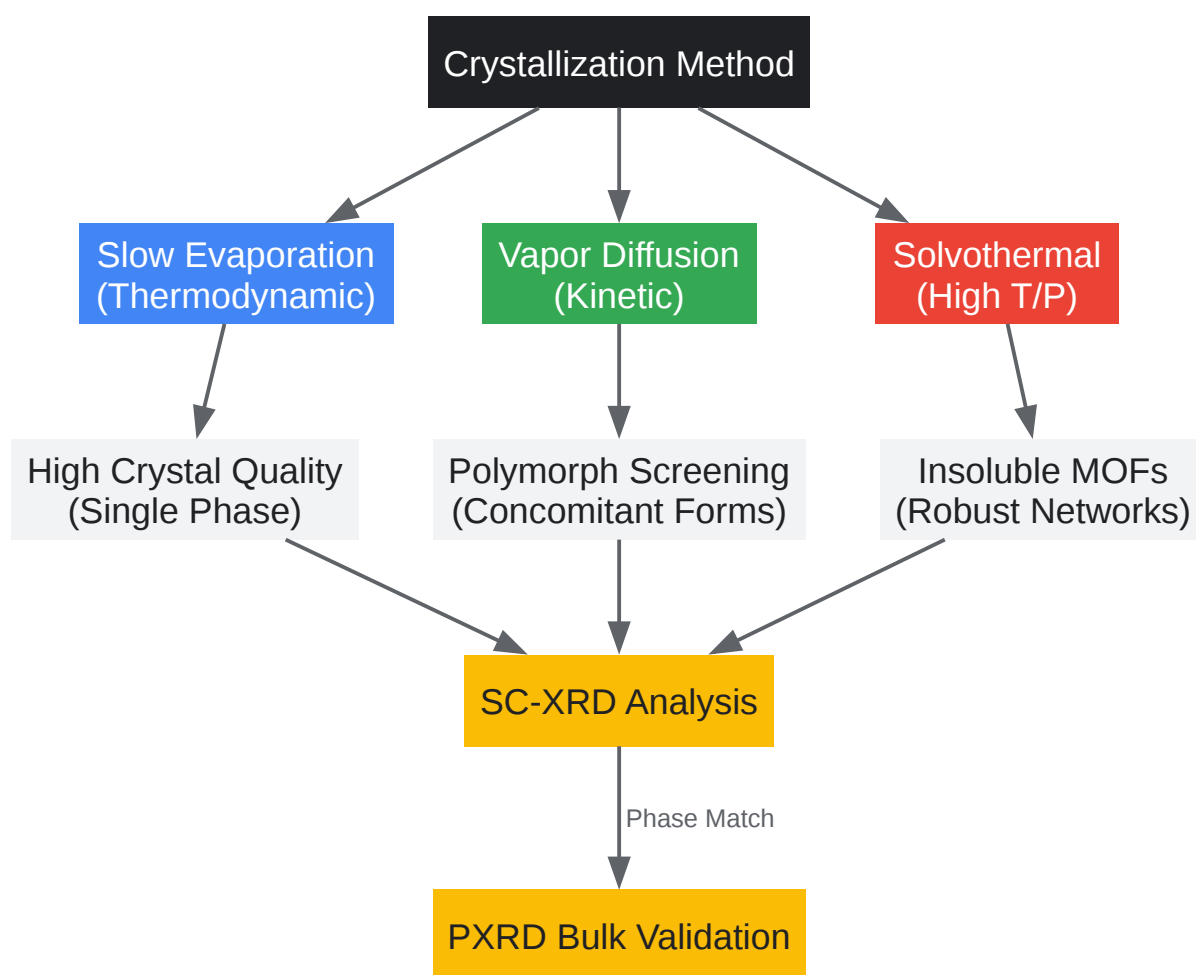 Crystallization Method
Slow Evaporation
(Thermodynamic)
Vapor Diffusion
(Kinetic)
Solvothermal
(High T/P)
High Crystal Quality
(Single Phase)
Polymorph Screening
(Concomitant Forms)
Insoluble MOFs
(Robust Networks)
SC-XRD Analysis
Phase Match
PXRD Bulk Validation